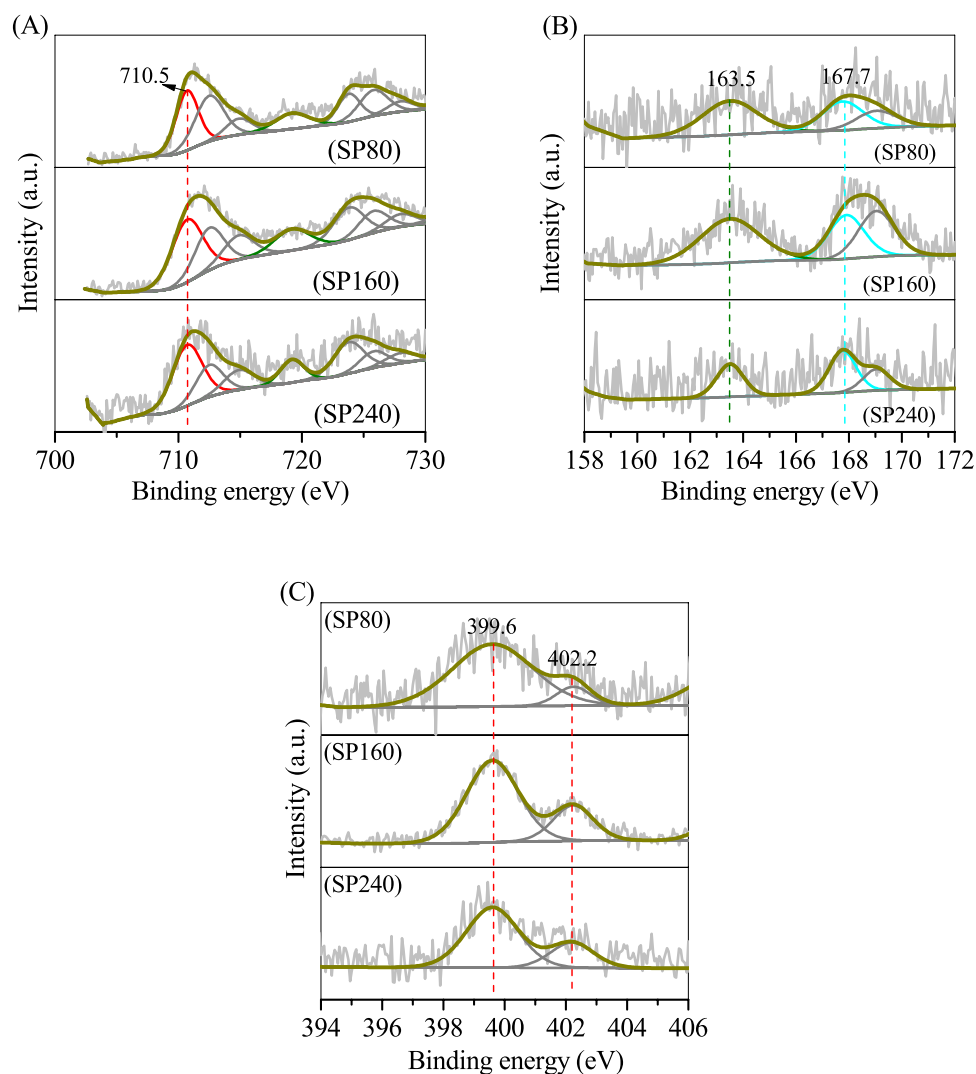 (A)
710.5
(SP80)
(SP160)
(SP240)
Intensity (a.u.)
700 710 720 730
Binding energy (eV)
(B)
163.5 167.7
(SP80)
(SP160)
(SP240)
Intensity (a.u.)
158 160 162 164 166 168 170 172
Binding energy (eV)
(C)
(SP80)
399.6
402.2
(SP160)
(SP240)
Intensity (a.u.)
394 396 398 400 402 404 406
Binding energy (eV)